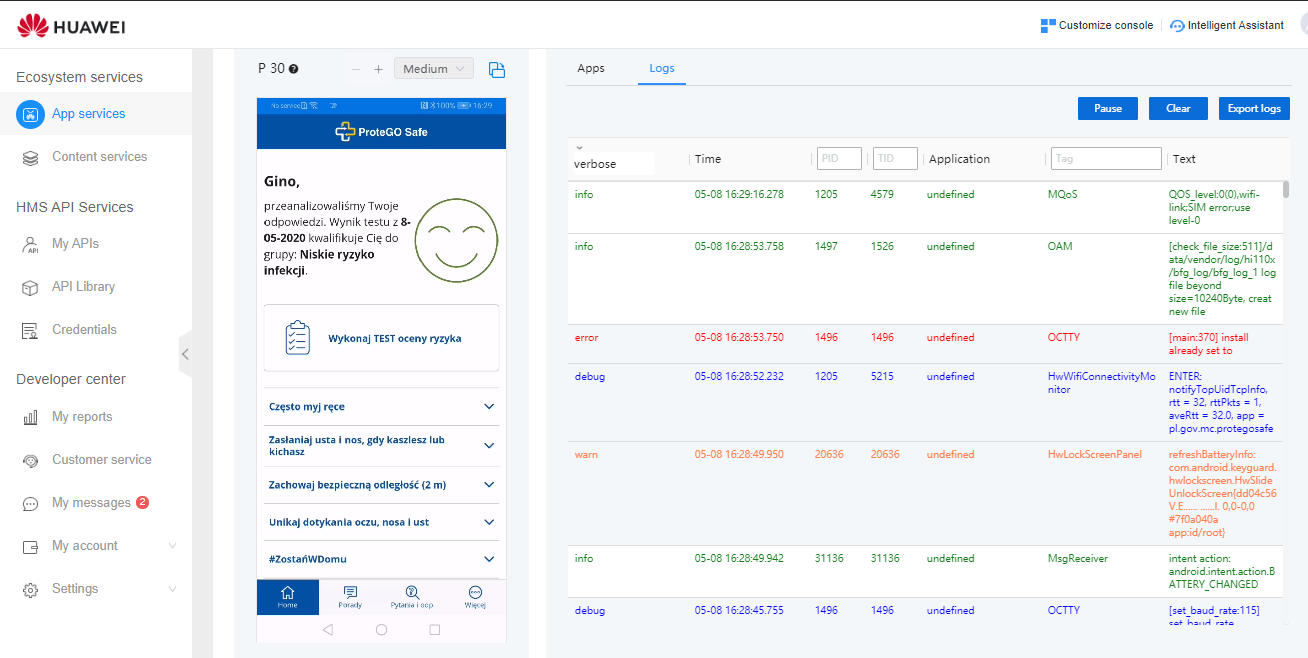 HUAWEI
Customize console
Intelligent Assistant
Ecosystem services
App services
Content services
HMS API Services
My APIs
API Library
Credentials
Developer center
My reports
Customer service
My messages 2
My account
Settings
P 30 ?
− + Medium
No service
100% 16:29
ProteGO Safe
Gino,
przeanalizowaliśmy Twoje
odpowiedzi. Wynik testu z 8-
05-2020 kwalifikuje Cię do
grupy: Niskie ryzyko
infekcji.
Wykonaj TEST oceny ryzyka
Często myj ręce
Zasłaniaj usta i nos, gdy kaszlesz lub
kichasz
Zachowaj bezpieczną odległość (2 m)
Unikaj dotykania oczu, nosa i ust
#ZostańWDomu
Home Porady Pytania i odp. Więcej
Apps Logs
Pause Clear Export logs
verbose Time PID TID Application Tag Text
info 05-08 16:29:16.278 1205 4579 undefined MQoS QOS_level:0(0),wifi-
link;SIM error;use
level-0
info 05-08 16:28:53.758 1497 1526 undefined OAM [check_file_size:511]/d
ata/vendor/log/hi110x
/bfg_log/bfg_log_1 log
file beyond
size=10240Byte, creat
new file
error 05-08 16:28:53.750 1496 1496 undefined OCTTY [main:370] install
already set to
debug 05-08 16:28:52.232 1205 5215 undefined HwWifiConnectivityMo
nitor
ENTER:
notifyTopUidTcpInfo,
rtt = 32, rttPkts = 1,
aveRtt = 32.0, app =
pl.gov.mc.protegosafe
warn 05-08 16:28:49.950 20636 20636 undefined HwLockScreenPanel refreshBatteryInfo:
com.android.keyguard.
hwlockscreen.HwSlide
UnlockScreen{dd04c56
V.E...... ......I. 0,0-0,0
#7f0a040a
app:id/root}
info 05-08 16:28:49.942 31136 31136 undefined MsgReceiver intent action:
android.intent.action.B
ATTERY_CHANGED
debug 05-08 16:28:45.755 1496 1496 undefined OCTTY [set_baud_rate:115]
set_baud_rate